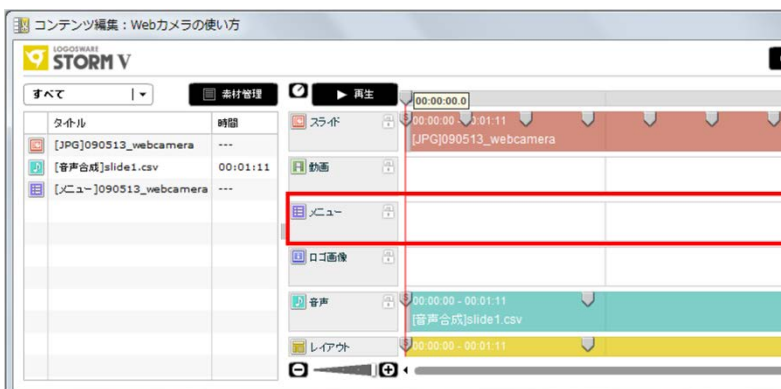 コンテンツ編集：Webカメラの使い方
LOGOSWARE
STORM V
すべて
素材管理
再生
00:00:00.0
タイトル 時間
[JPG]090513_webcamera ---
[音声合成]slide1.csv 00:01:11
[メニュー]090513_webcamera ---
スライド
00:00:00 - 00:01:11
[JPG]090513_webcamera
動画
メニュー
ロゴ画像
音声
00:00:00 - 00:01:11
[音声合成]slide1.csv
レイアウト
00:00:00 - 00:01:11